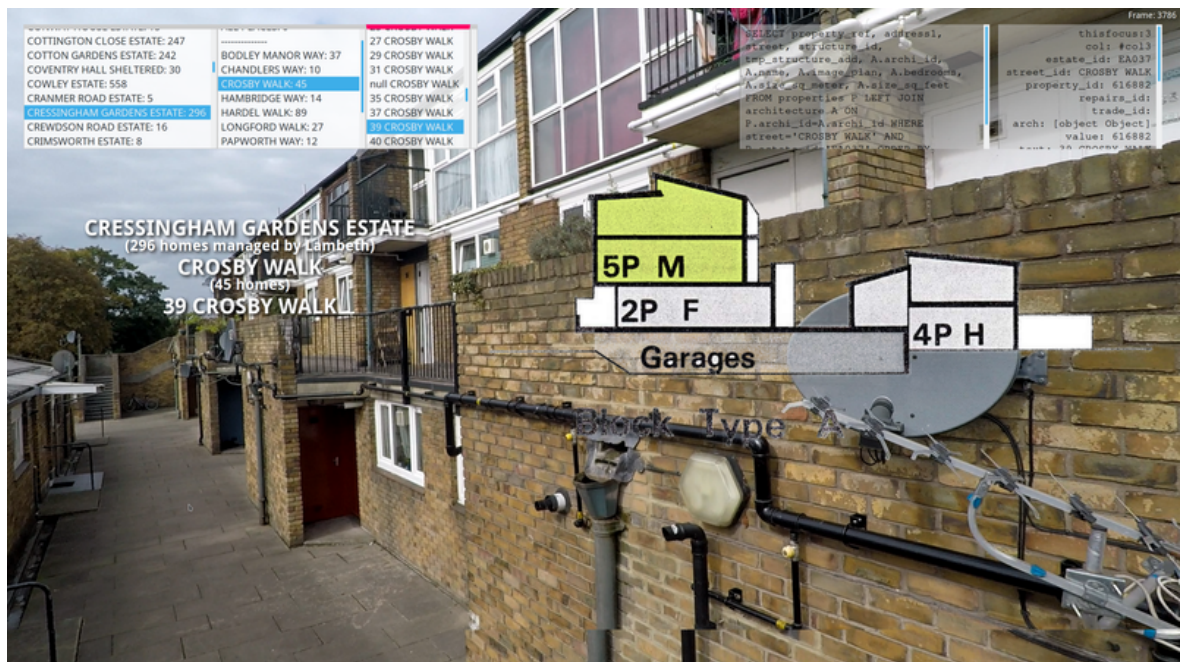 Frame: 3786
COTTINGTON CLOSE ESTATE: 247
COTTON GARDENS ESTATE: 242
COVENTRY HALL SHELTERED: 30
COWLEY ESTATE: 558
CRANMER ROAD ESTATE: 5
CRESSINGHAM GARDENS ESTATE: 296
CREWDSON ROAD ESTATE: 16
CRIMSWORTH ESTATE: 8
---------------
BODLEY MANOR WAY: 37
CHANDLERS WAY: 10
CROSBY WALK: 45
HAMBRIDGE WAY: 14
HARDEL WALK: 89
LONGFORD WALK: 27
PAPWORTH WAY: 12
27 CROSBY WALK
29 CROSBY WALK
31 CROSBY WALK
null CROSBY WALK
35 CROSBY WALK
37 CROSBY WALK
39 CROSBY WALK
40 CROSBY WALK
SELECT property_ref, address1,
street, structure_id,
tmp_structure_add, A.archi_id,
A.name, A.image_plan, A.bedrooms,
A.size_sq_meter, A.size_sq_feet
FROM properties P LEFT JOIN
architecture A ON
P.archi_id=A.archi_id WHERE
street='CROSBY WALK' AND
thisfocus:3
col: #col3
estate_id: EA037
street_id: CROSBY WALK
property_id: 616882
repairs_id:
trade_id:
arch: [object Object]
value: 616882
text: 39 CROSBY WALK
CRESSINGHAM GARDENS ESTATE
(296 homes managed by Lambeth)
CROSBY WALK
(45 homes)
39 CROSBY WALK
5P M
2P F
4P H
Garages
Block Type A